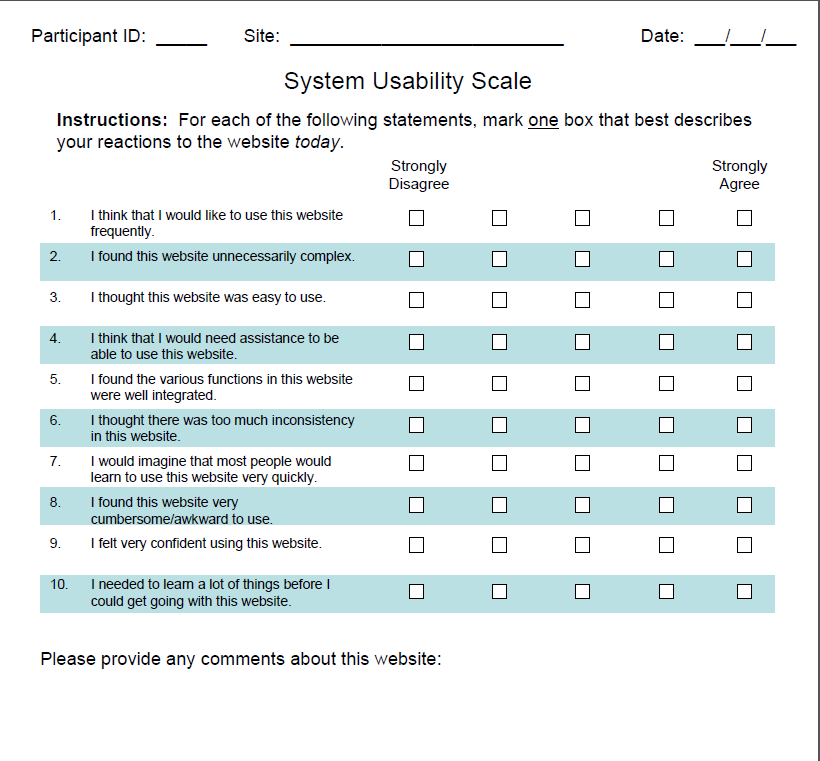 Participant ID: _____ Site: ___________________________ Date: ___/___/___
System Usability Scale
Instructions: For each of the following statements, mark one box that best describes
your reactions to the website today.
Strongly Strongly
Disagree Agree
1. I think that I would like to use this website
frequently.
2. I found this website unnecessarily complex.
3. I thought this website was easy to use.
4. I think that I would need assistance to be
able to use this website.
5. I found the various functions in this website
were well integrated.
6. I thought there was too much inconsistency
in this website.
7. I would imagine that most people would
learn to use this website very quickly.
8. I found this website very
cumbersome/awkward to use.
9. I felt very confident using this website.
10. I needed to learn a lot of things before I
could get going with this website.
Please provide any comments about this website: